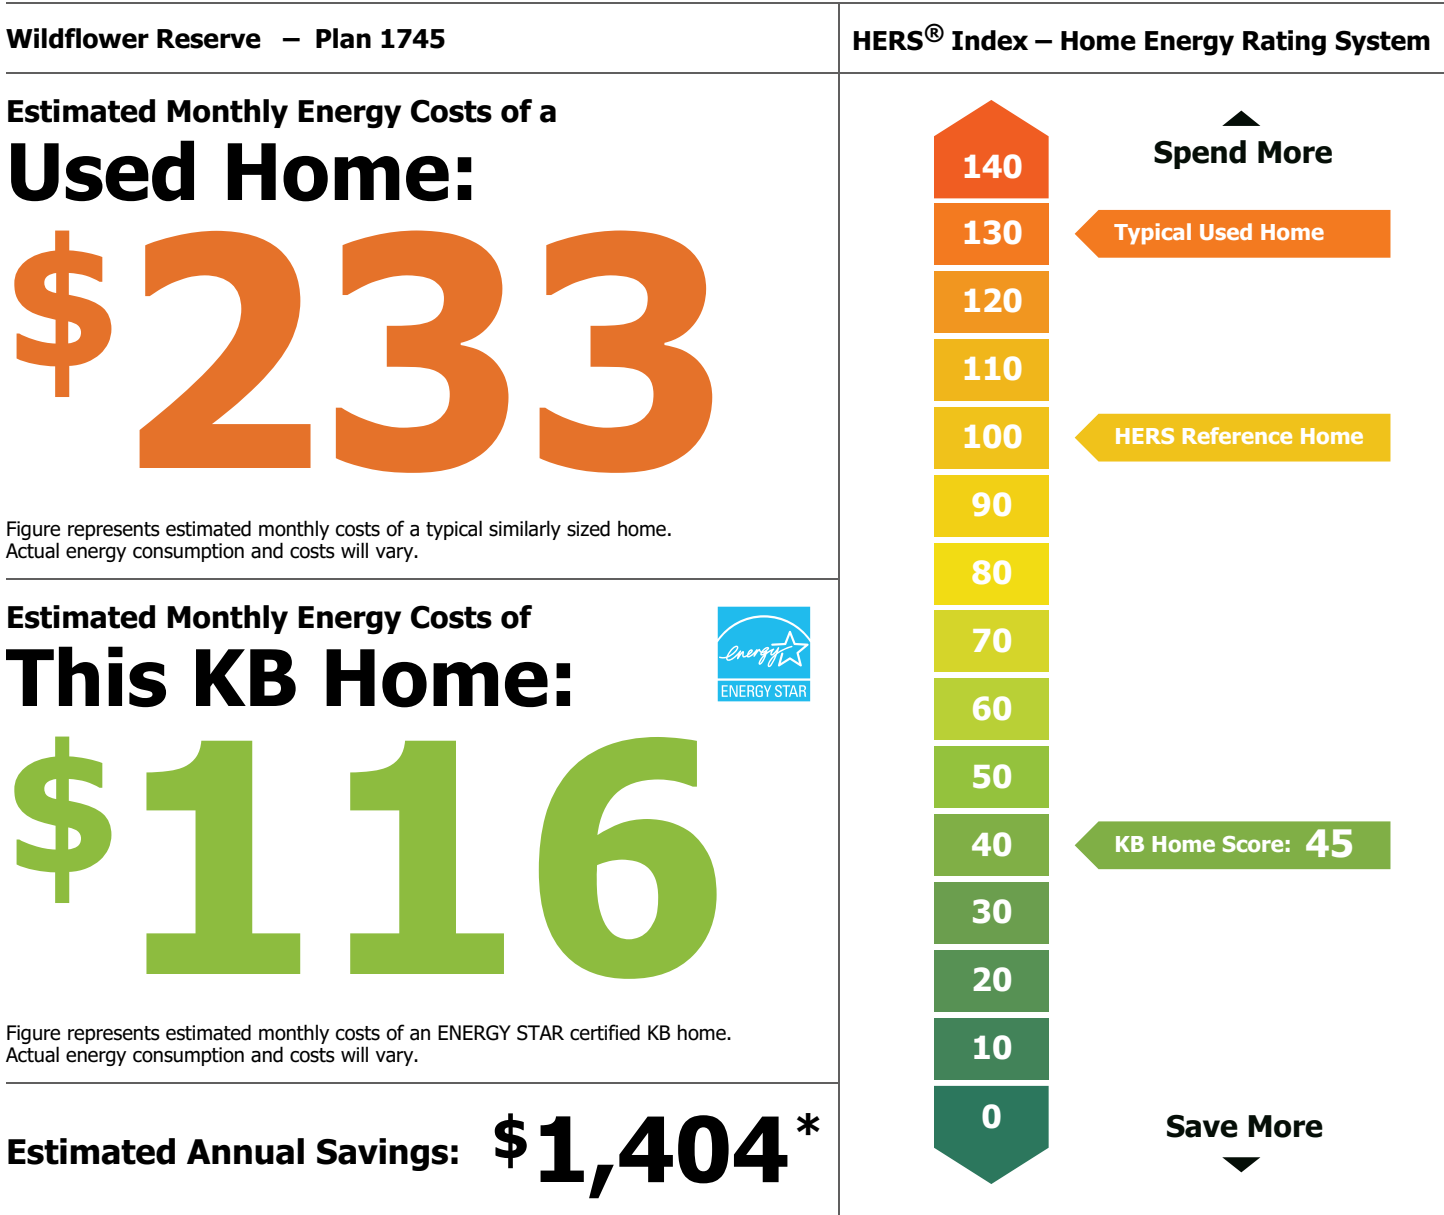 Wildflower Reserve – Plan 1745
Estimated Monthly Energy Costs of a
Used Home:
$233
Figure represents estimated monthly costs of a typical similarly sized home.
Actual energy consumption and costs will vary.
Estimated Monthly Energy Costs of
This KB Home:
energy
ENERGY STAR
$116
Figure represents estimated monthly costs of an ENERGY STAR certified KB home.
Actual energy consumption and costs will vary.
Estimated Annual Savings: $1,404*
HERS® Index – Home Energy Rating System
Spend More
140
130 Typical Used Home
120
110
100 HERS Reference Home
90
80
70
60
50
40 KB Home Score: 45
30
20
10
0
Save More